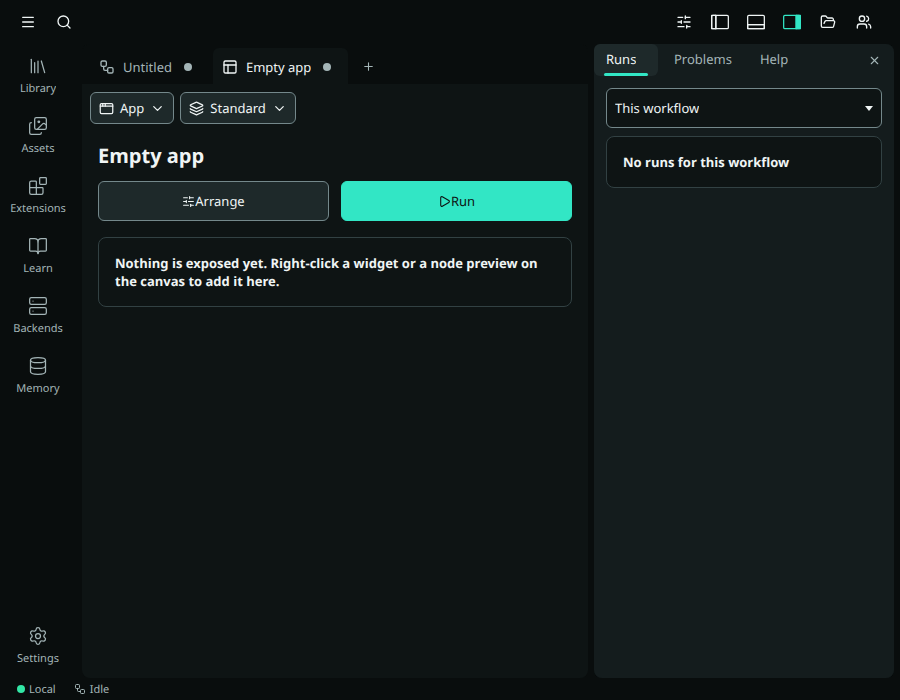 Library
Assets
Extensions
Learn
Backends
Memory
Settings
Untitled
Empty app
App
Standard
Empty app
Arrange
Run
Nothing is exposed yet. Right-click a widget or a node preview on
the canvas to add it here.
Runs
Problems
Help
This workflow
No runs for this workflow
Local
Idle